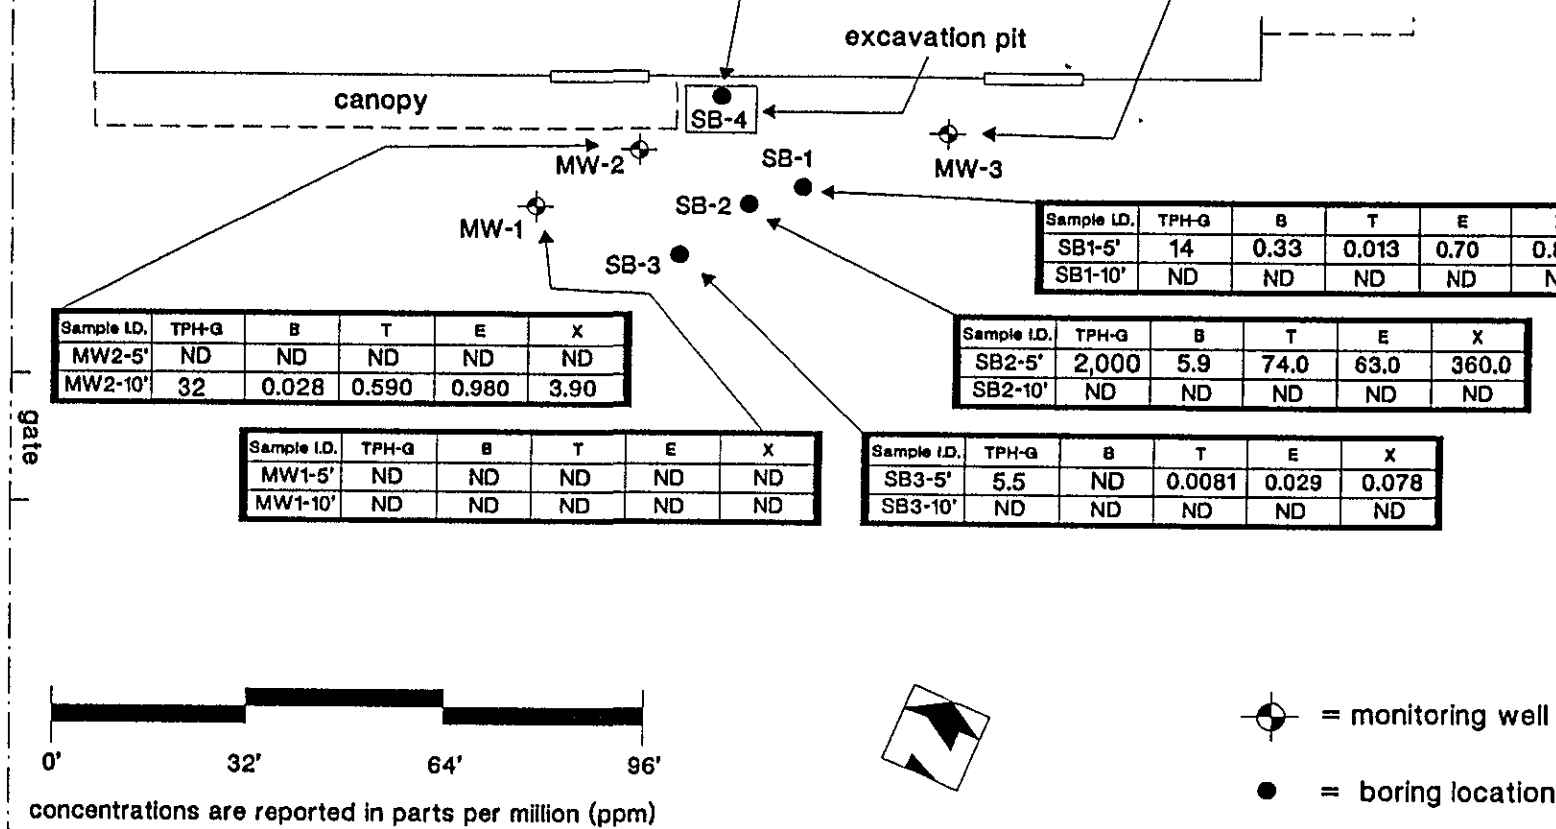 excavation pit
canopy
SB-4
MW-2
SB-1
MW-3
SB-2
MW-1
SB-3
Sample I.D. TPH-G B T E
SB1-5' 14 0.33 0.013 0.70
SB1-10' ND ND ND ND
Sample I.D. TPH-G B T E X
MW2-5' ND ND ND ND ND
MW2-10' 32 0.028 0.590 0.980 3.90
Sample I.D. TPH-G B T E X
SB2-5' 2,000 5.9 74.0 63.0 360.0
SB2-10' ND ND ND ND ND
gate
Sample I.D. TPH-G B T E X
MW1-5' ND ND ND ND ND
MW1-10' ND ND ND ND ND
Sample I.D. TPH-G B T E X
SB3-5' 5.5 ND 0.0081 0.029 0.078
SB3-10' ND ND ND ND ND
0' 32' 64' 96'
concentrations are reported in parts per million (ppm)
= monitoring well
= boring location